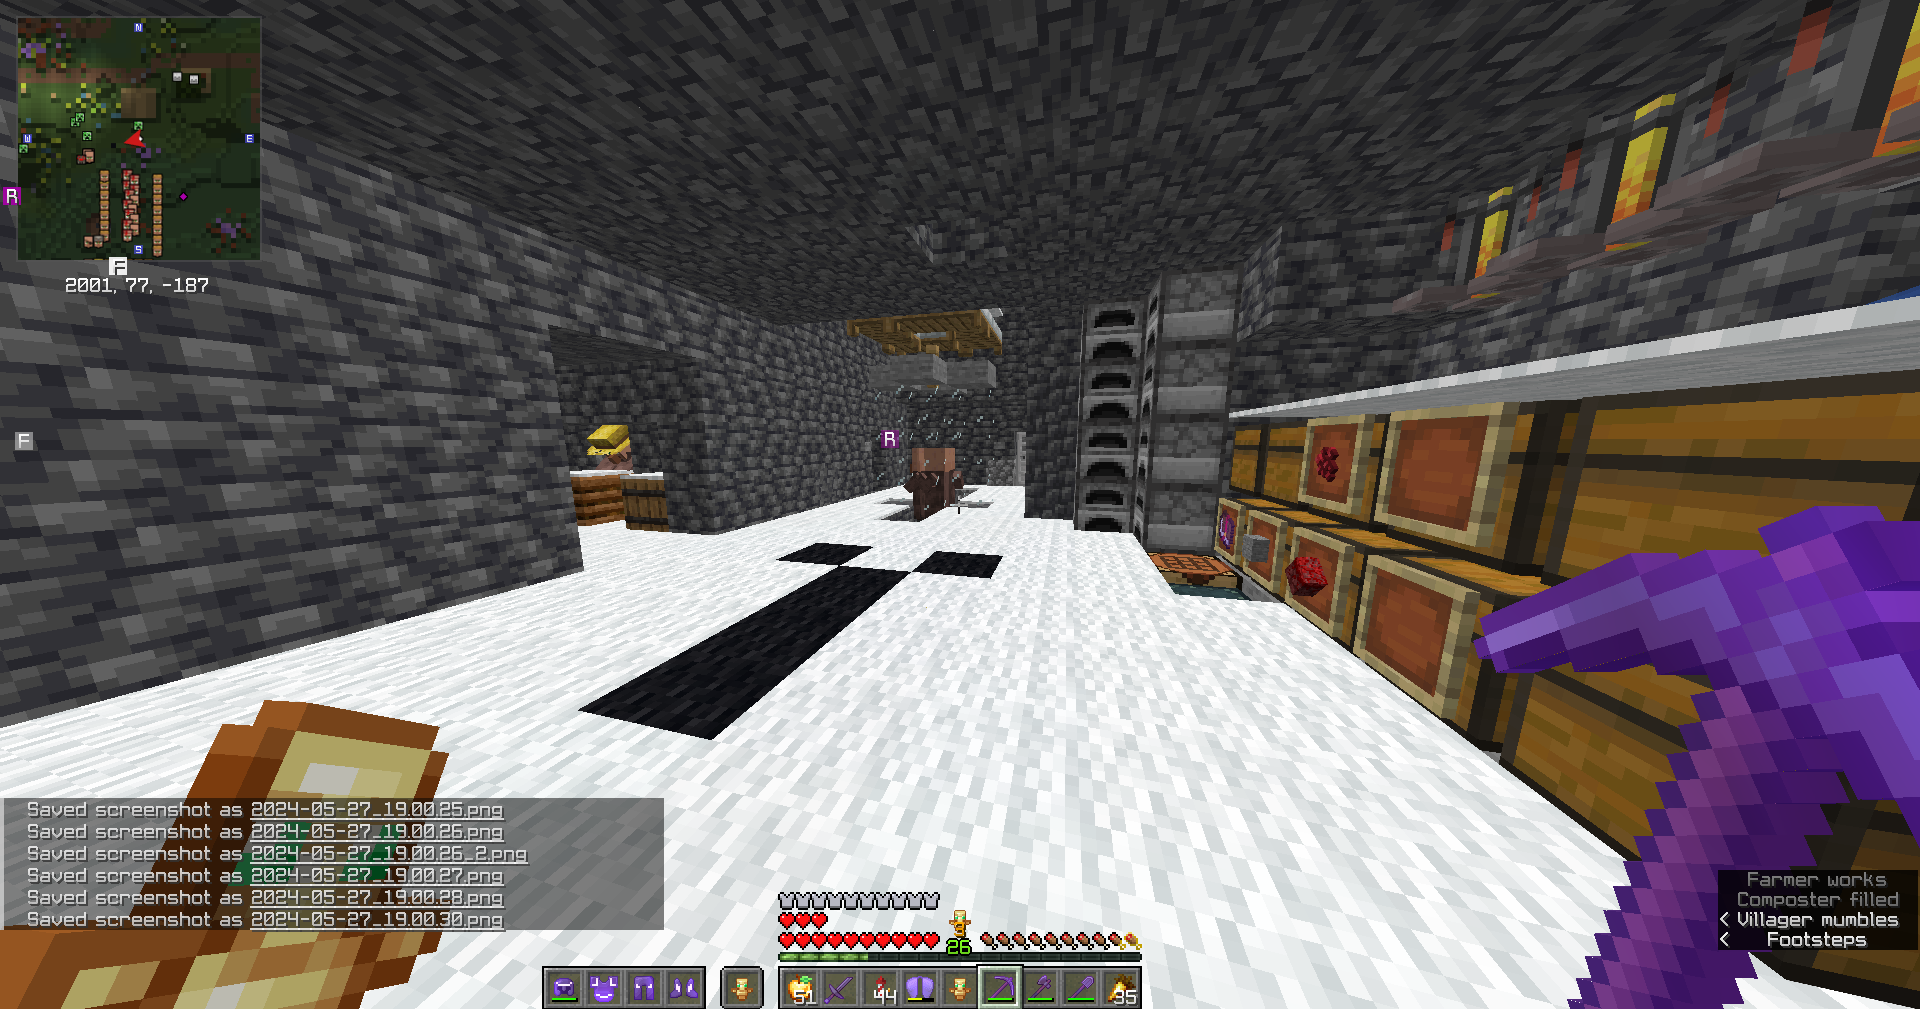 N
W
E
R
S
F
2001, 77, -187
F
R
Saved screenshot as 2024-05-27_19.00.25.png
Saved screenshot as 2024-05-27_19.00.26.png
Saved screenshot as 2024-05-27_19.00.26_2.png
Saved screenshot as 2024-05-27_19.00.27.png
Saved screenshot as 2024-05-27_19.00.28.png
Saved screenshot as 2024-05-27_19.00.30.png
Farmer works
Composter filled
< Villager mumbles
< Footsteps
3
26
51
44
35